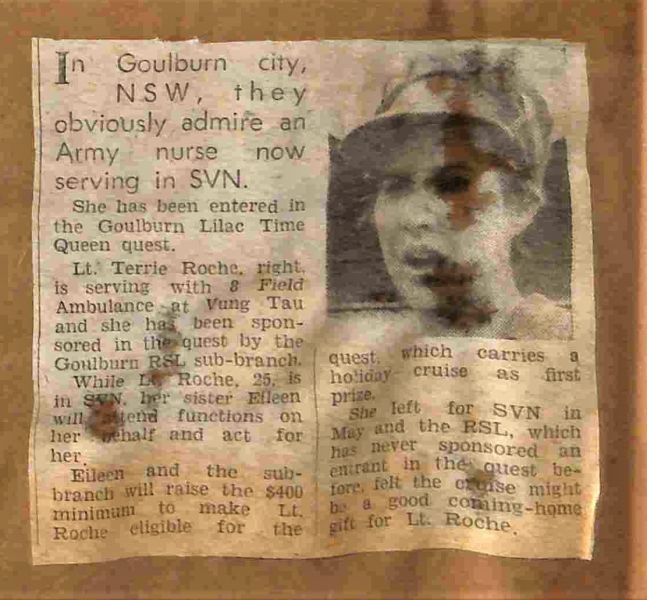 In Goulburn city,
NSW, they
obviously admire an
Army nurse now
serving in SVN.
She has been entered in
the Goulburn Lilac Time
Queen quest.
Lt. Terrie Roche, right,
is serving with 8 Field
Ambulance at Vung Tau
and she has been spon-
sored in the quest by the
Goulburn RSL sub-branch.
While Lt. Roche, 25, is
in SVN, her sister Eileen
will attend functions on
her behalf and act for
her.
Eileen and the sub-
branch will raise the $400
minimum to make Lt.
Roche eligible for the
quest, which carries a
holiday cruise as first
prize.
She left for SVN in
May and the RSL, which
has never sponsored an
entrant in the quest be-
fore, felt the cruise might
be a good coming-home
gift for Lt. Roche.